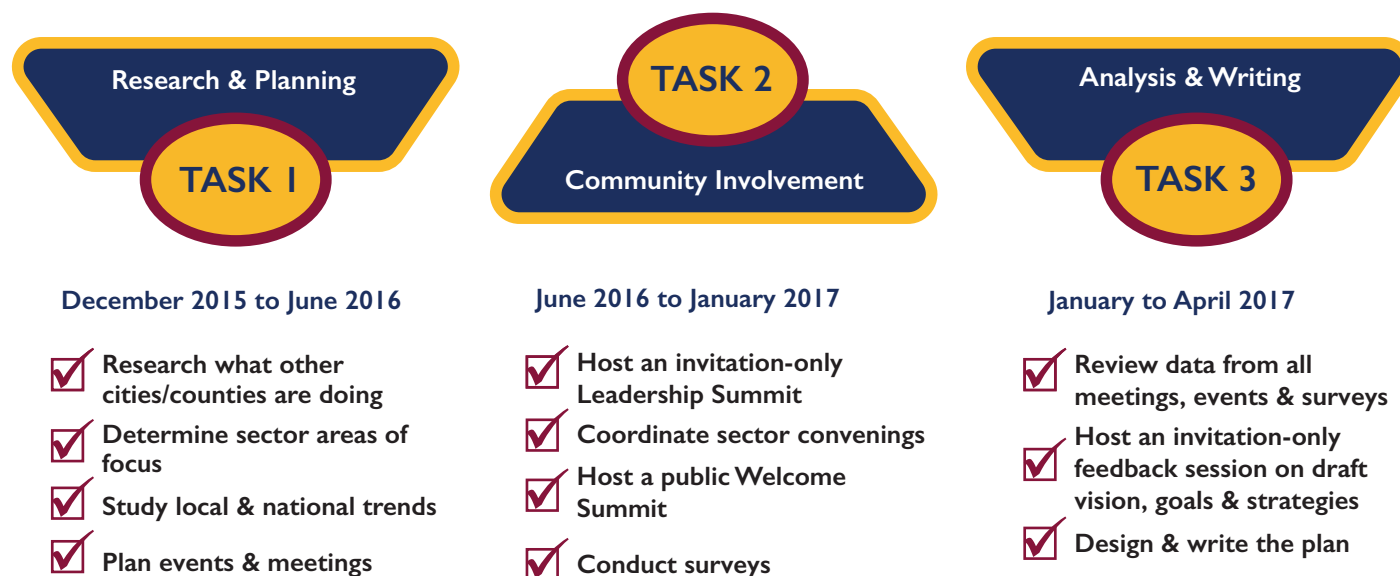 Research & Planning
TASK 1
December 2015 to June 2016
Research what other
cities/counties are doing
Determine sector areas of
focus
Study local & national trends
Plan events & meetings
TASK 2
Community Involvement
June 2016 to January 2017
Host an invitation-only
Leadership Summit
Coordinate sector convenings
Host a public Welcome
Summit
Conduct surveys
Analysis & Writing
TASK 3
January to April 2017
Review data from all
meetings, events & surveys
Host an invitation-only
feedback session on draft
vision, goals & strategies
Design & write the plan